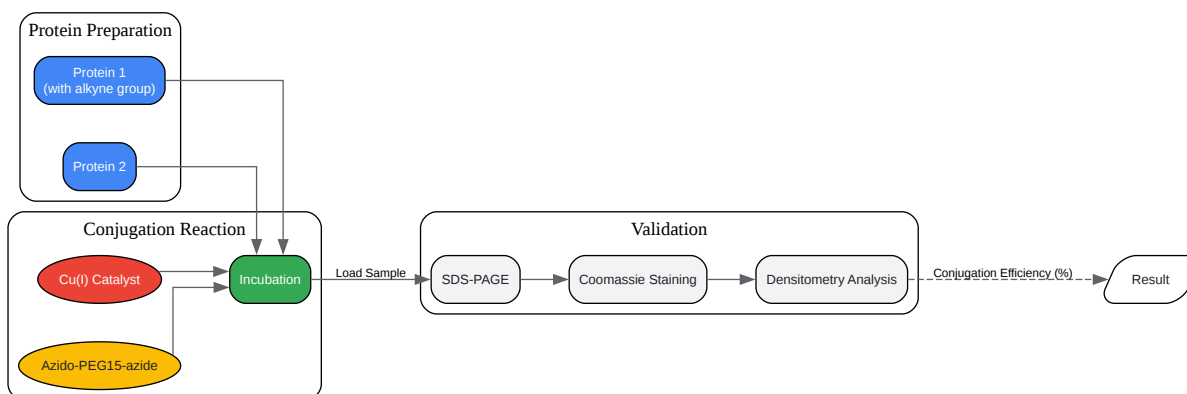 Protein Preparation
Protein 1
(with alkyne group)
Protein 2
Conjugation Reaction
Cu(I) Catalyst
Azido-PEG15-azide
Incubation
Load Sample
Validation
SDS-PAGE
Coomassie Staining
Densitometry Analysis
Conjugation Efficiency (%)
Result